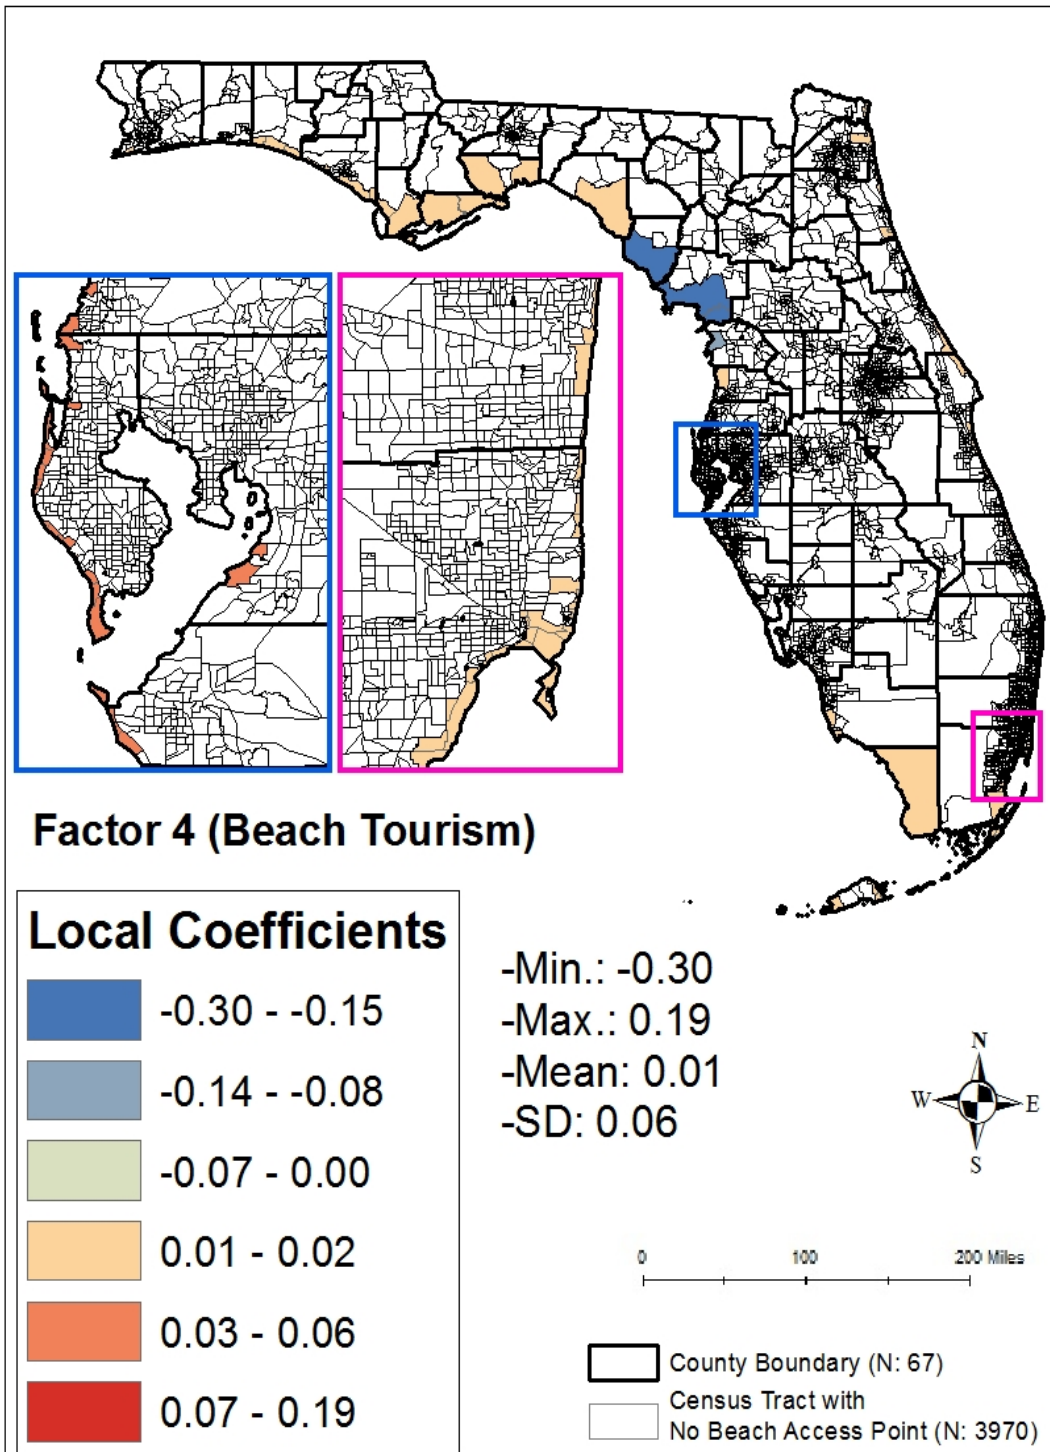 Factor 4 (Beach Tourism)
Local Coefficients
-0.30 - -0.15
-0.14 - -0.08
-0.07 - 0.00
0.01 - 0.02
0.03 - 0.06
0.07 - 0.19
-Min.: -0.30
-Max.: 0.19
-Mean: 0.01
-SD: 0.06
N
W E
S
0 100 200 Miles
County Boundary (N: 67)
Census Tract with
No Beach Access Point (N: 3970)